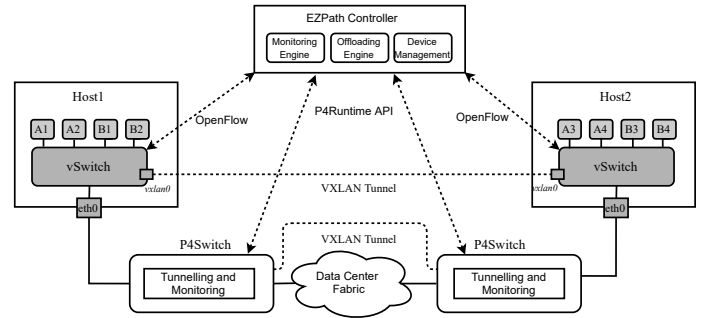 EZPath Controller
Monitoring Engine
Offloading Engine
Device Management
Host1
Host2
OpenFlow
P4Runtime API
OpenFlow
A1 A2 B1 B2
A3 A4 B3 B4
vSwitch
vSwitch
vxlan0
vxlan0
VXLAN Tunnel
eth0
eth0
P4Switch
VXLAN Tunnel
P4Switch
Tunnelling and Monitoring
Data Center Fabric
Tunnelling and Monitoring